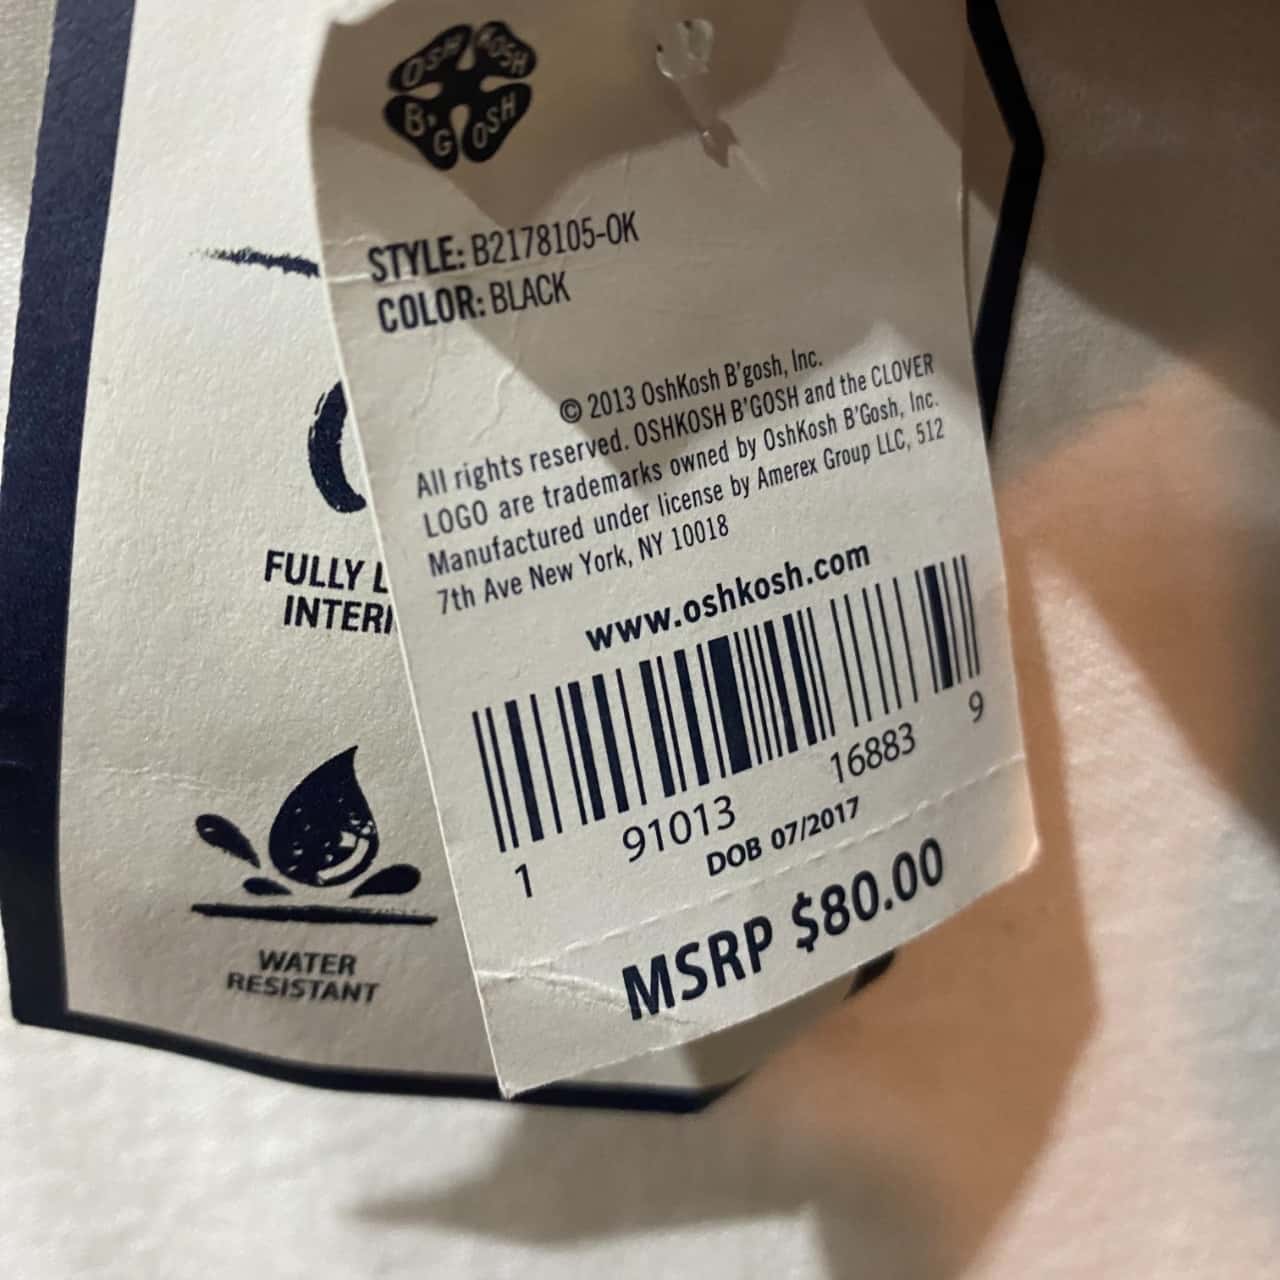 OSH KOSH
B'GOSH
STYLE: B2178105-OK
COLOR: BLACK
© 2013 OshKosh B'gosh, Inc.
All rights reserved. OSHKOSH B'GOSH and the CLOVER
LOGO are trademarks owned by OshKosh B'Gosh, Inc.
Manufactured under license by Amerex Group LLC, 512
7th Ave New York, NY 10018
www.oshkosh.com
1 91013 16883 9
DOB 07/2017
MSRP $80.00
FULLY
WATER
RESISTANT